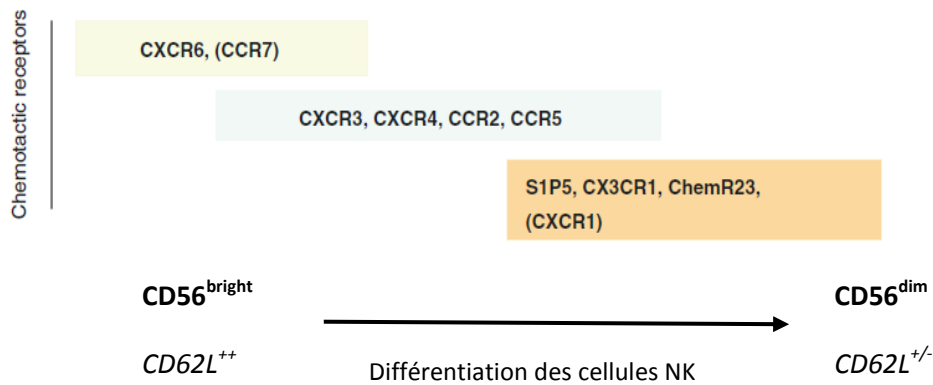 Chemotactic receptors
CXCR6, (CCR7)
CXCR3, CXCR4, CCR2, CCR5
S1P5, CX3CR1, ChemR23,
(CXCR1)
CD56bright
CD56dim
CD62L++
Différentiation des cellules NK
CD62L+/-